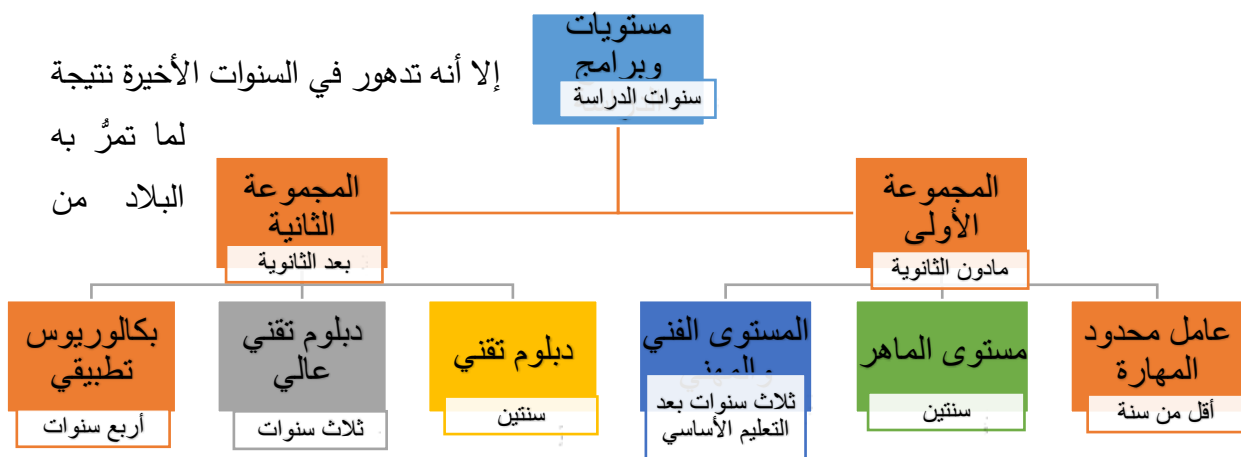 مستويات
وبرامج
سنوات الدراسة
إلا أنه تدهور في السنوات الأخيرة نتيجة
لما تمرُّ به
البلاد من
المجموعة
الأولى
مادون الثانوية
المجموعة
الثانية
بعد الثانوية
عامل محدود
المهارة
أقل من سنة
مستوى الماهر
سنتين
المستوى الفني
والمهني
ثلاث سنوات بعد
التعليم الأساسي
دبلوم تقني
سنتين
دبلوم تقني
عالي
ثلاث سنوات
بكالوريوس
تطبيقي
أربع سنوات